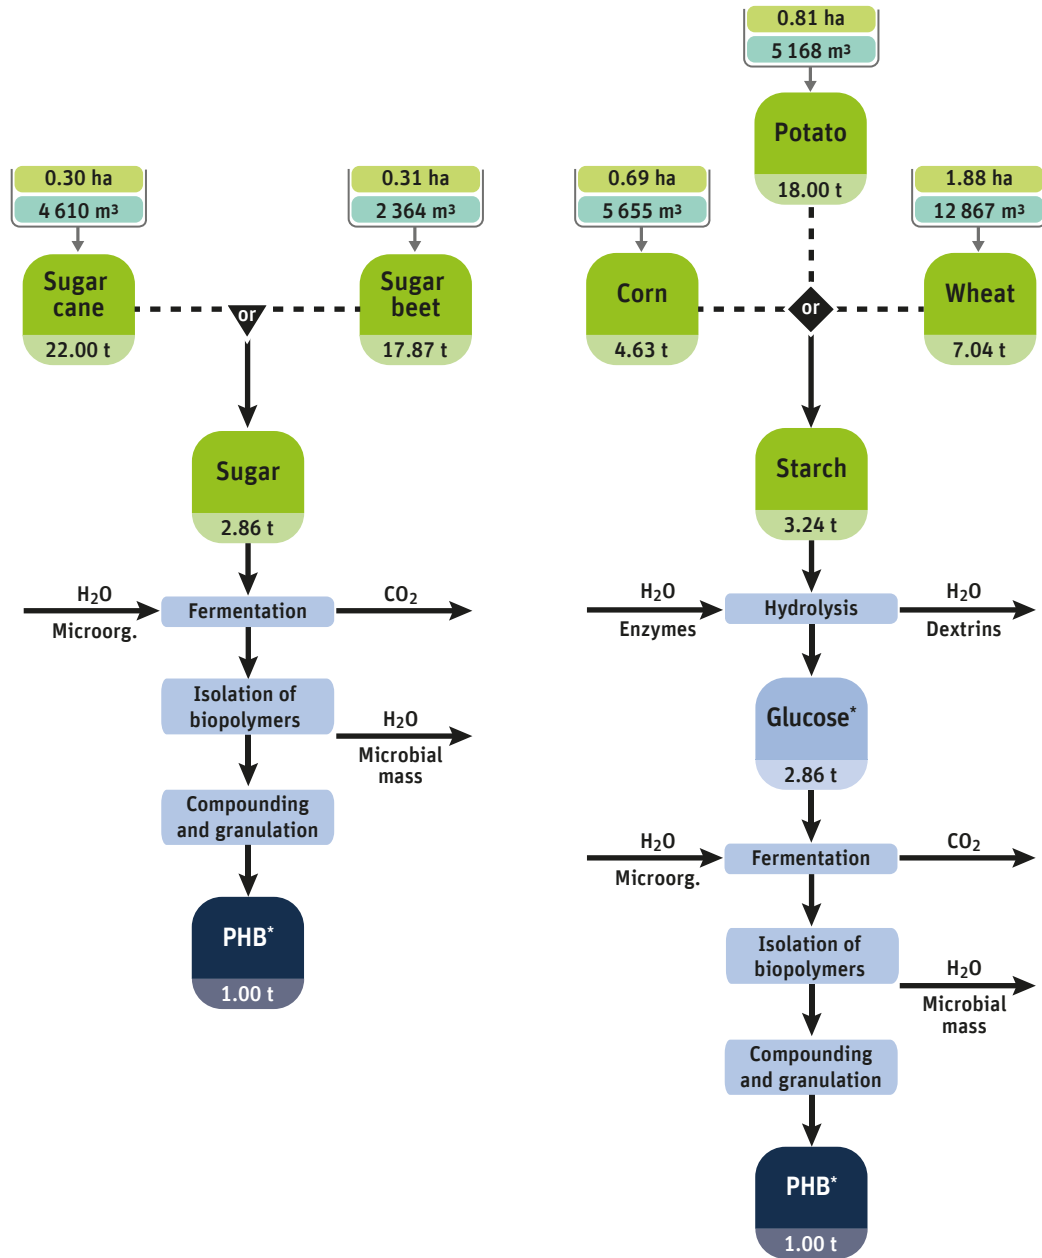 0.30 ha
4 610 m³
Sugar
cane
22.00 t
or
0.31 ha
2 364 m³
Sugar
beet
17.87 t
Sugar
2.86 t
H₂O
Microorg.
Fermentation
CO₂
Isolation of
biopolymers
H₂O
Microbial
mass
Compounding
and granulation
PHB*
1.00 t
0.81 ha
5 168 m³
Potato
18.00 t
0.69 ha
5 655 m³
Corn
4.63 t
or
1.88 ha
12 867 m³
Wheat
7.04 t
Starch
3.24 t
H₂O
Enzymes
Hydrolysis
H₂O
Dextrins
Glucose*
2.86 t
H₂O
Microorg.
Fermentation
CO₂
Isolation of
biopolymers
H₂O
Microbial
mass
Compounding
and granulation
PHB*
1.00 t